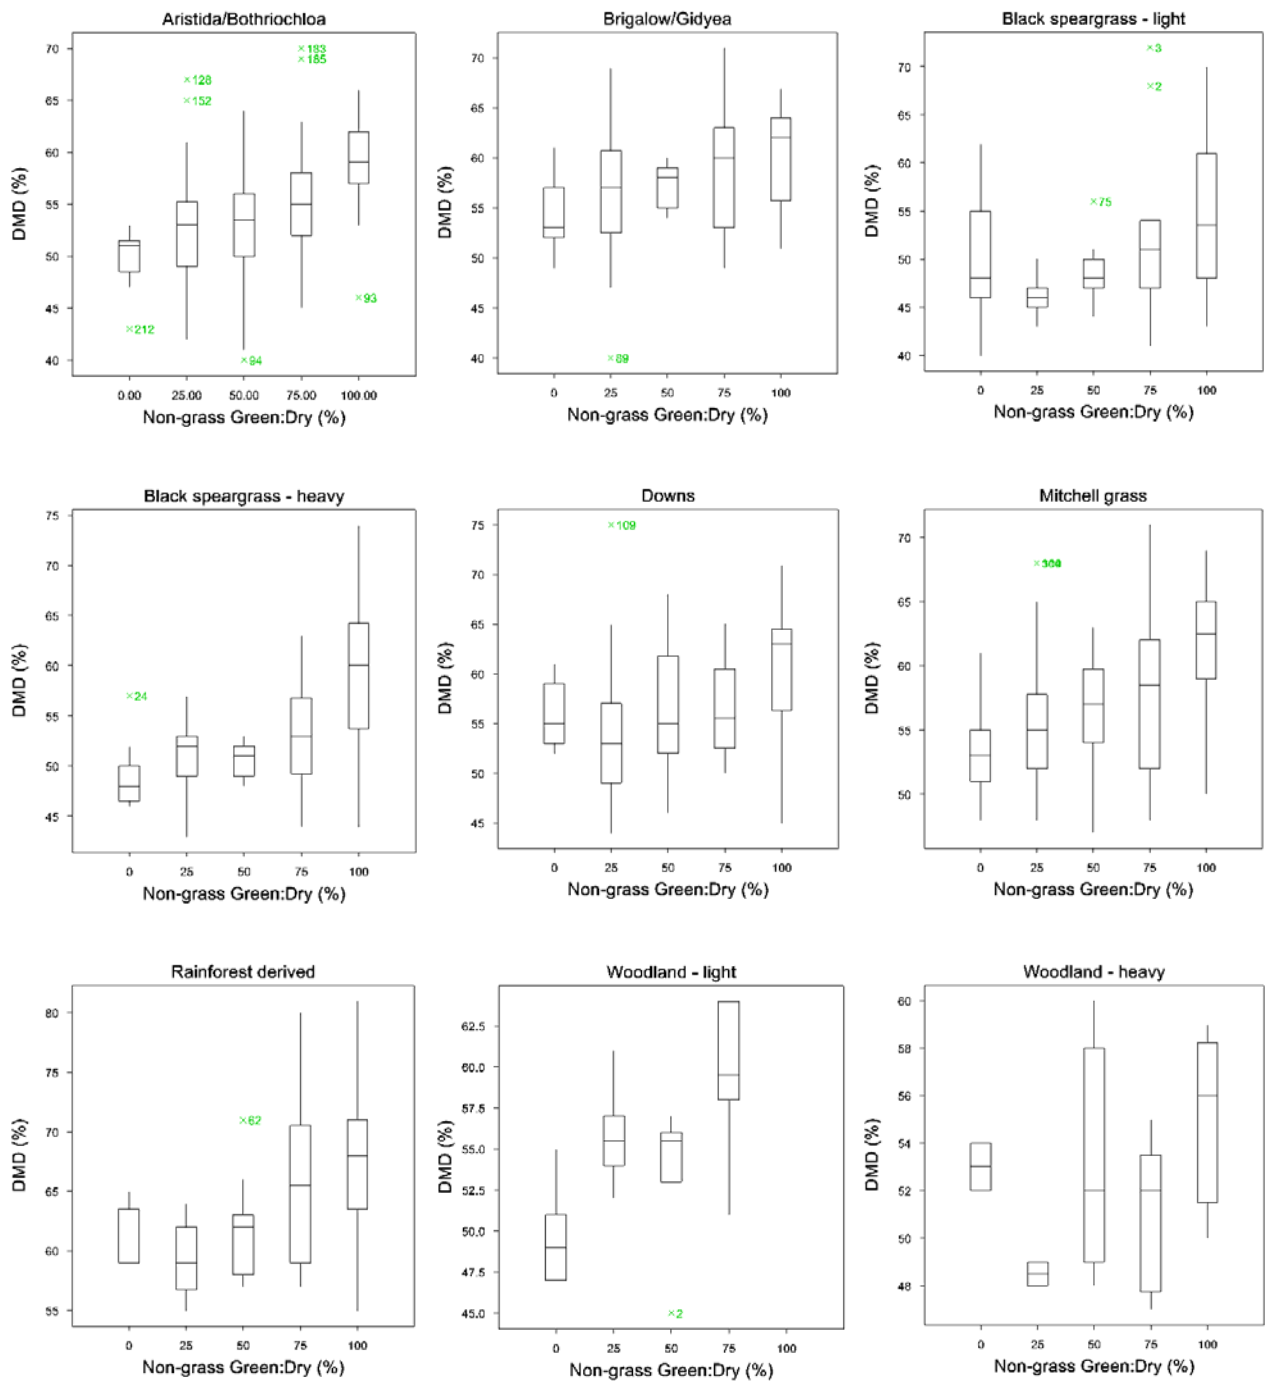 Aristida/Bothriochloa
DMD (%)
70
65
60
55
50
45
40
×183
×185
×128
×152
×93
×212
×94
0.00 25.00 50.00 75.00 100.00
Non-grass Green:Dry (%)
Brigalow/Gidyea
DMD (%)
70
60
50
40
×89
0 25 50 75 100
Non-grass Green:Dry (%)
Black speargrass - light
DMD (%)
70
65
60
55
50
45
40
×3
×2
×75
0 25 50 75 100
Non-grass Green:Dry (%)
Black speargrass - heavy
DMD (%)
75
70
65
60
55
50
45
×24
0 25 50 75 100
Non-grass Green:Dry (%)
Downs
DMD (%)
75
70
65
60
55
50
45
×109
0 25 50 75 100
Non-grass Green:Dry (%)
Mitchell grass
DMD (%)
70
65
60
55
50
0 25 50 75 100
Non-grass Green:Dry (%)
Rainforest derived
DMD (%)
80
75
70
65
60
55
×62
0 25 50 75 100
Non-grass Green:Dry (%)
Woodland - light
DMD (%)
62.5
60.0
57.5
55.0
52.5
50.0
47.5
45.0
×2
0 25 50 75 100
Non-grass Green:Dry (%)
Woodland - heavy
DMD (%)
60
58
56
54
52
50
48
0 25 50 75 100
Non-grass Green:Dry (%)